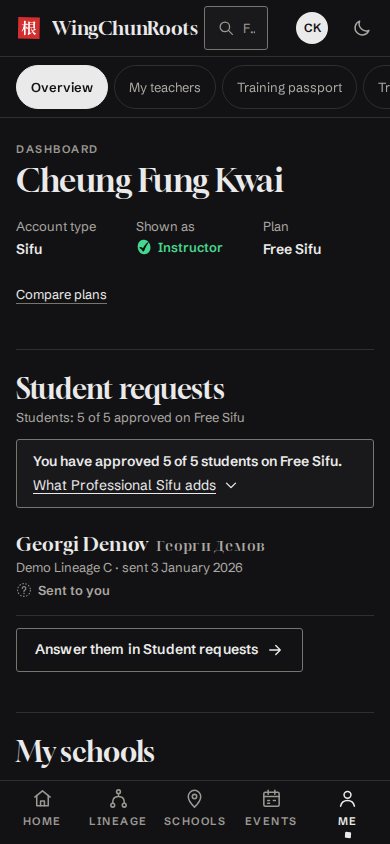 根 WingChunRoots F.. CK
Overview My teachers Training passport Tr
DASHBOARD
Cheung Fung Kwai
Account type Shown as Plan
Sifu Instructor Free Sifu
Compare plans
Student requests
Students: 5 of 5 approved on Free Sifu
You have approved 5 of 5 students on Free Sifu.
What Professional Sifu adds
Georgi Demov Георги Демов
Demo Lineage C · sent 3 January 2026
Sent to you
Answer them in Student requests →
My schools
HOME LINEAGE SCHOOLS EVENTS ME